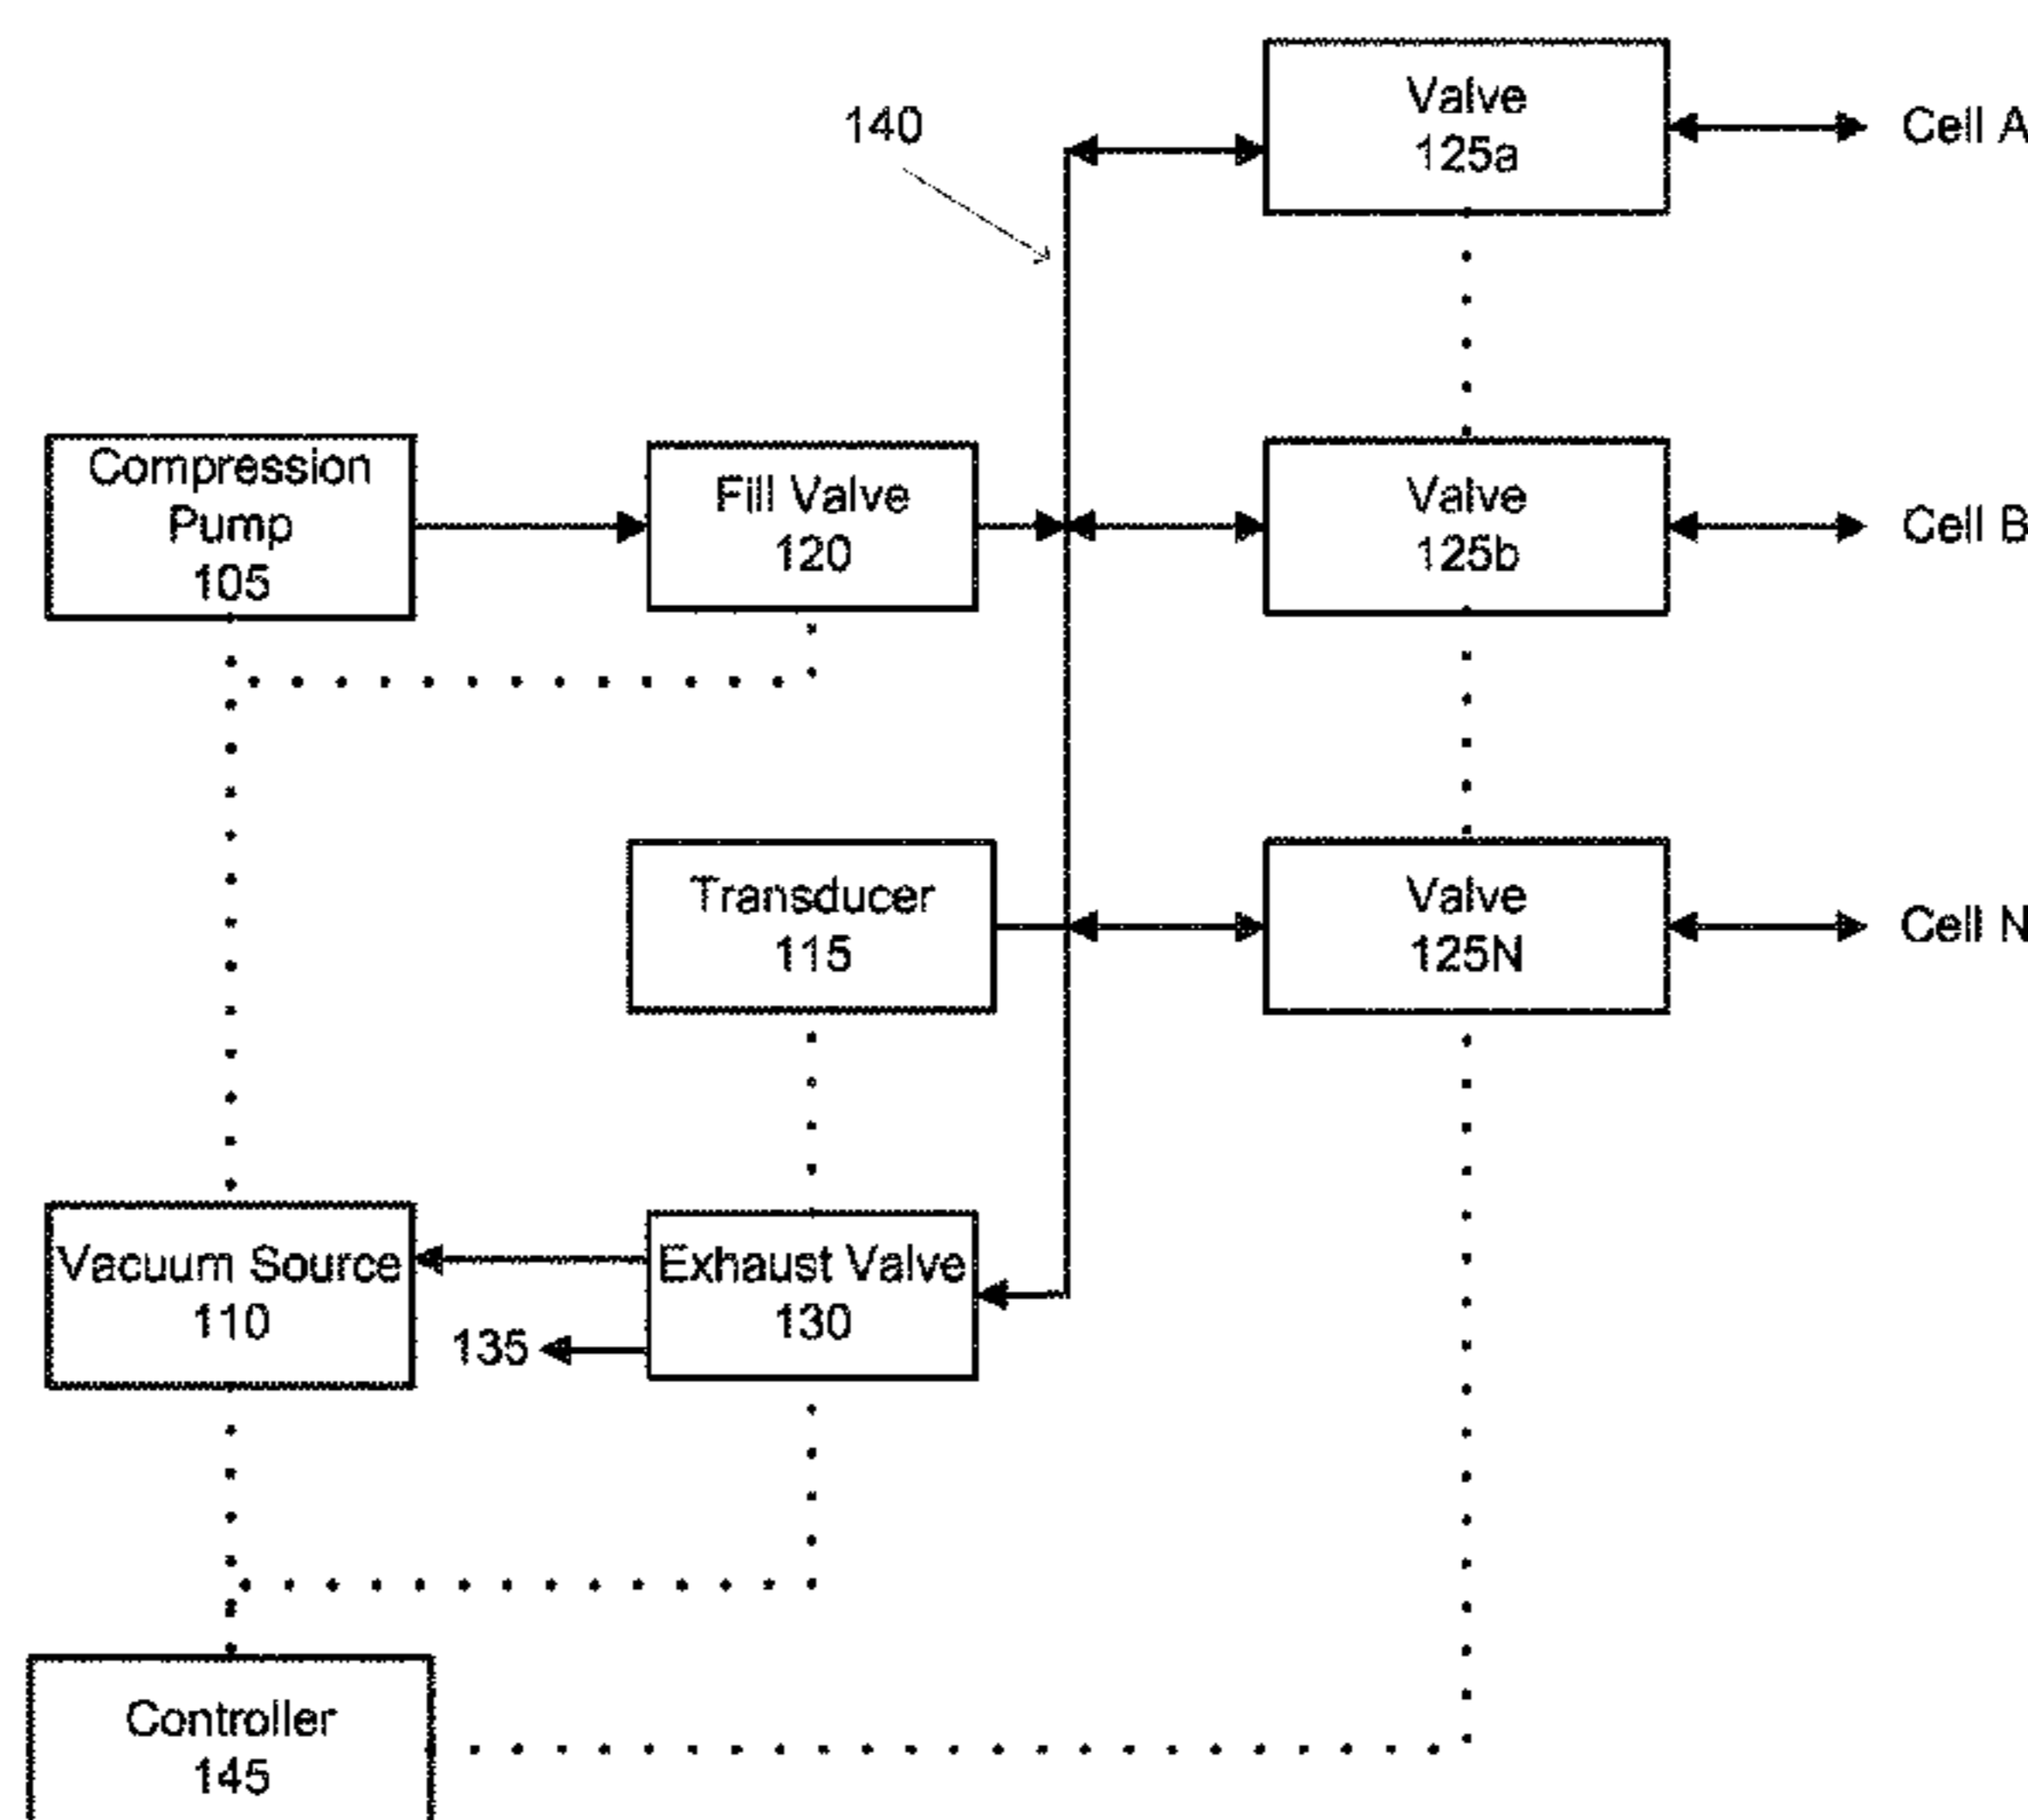 Valve
125a
Cell A
140
Compression
Pump
105
Fill Valve
120
Valve
125b
Cell B
Transducer
115
Valve
125N
Cell N
Vacuum Source
110
Exhaust Valve
130
135
Controller
145